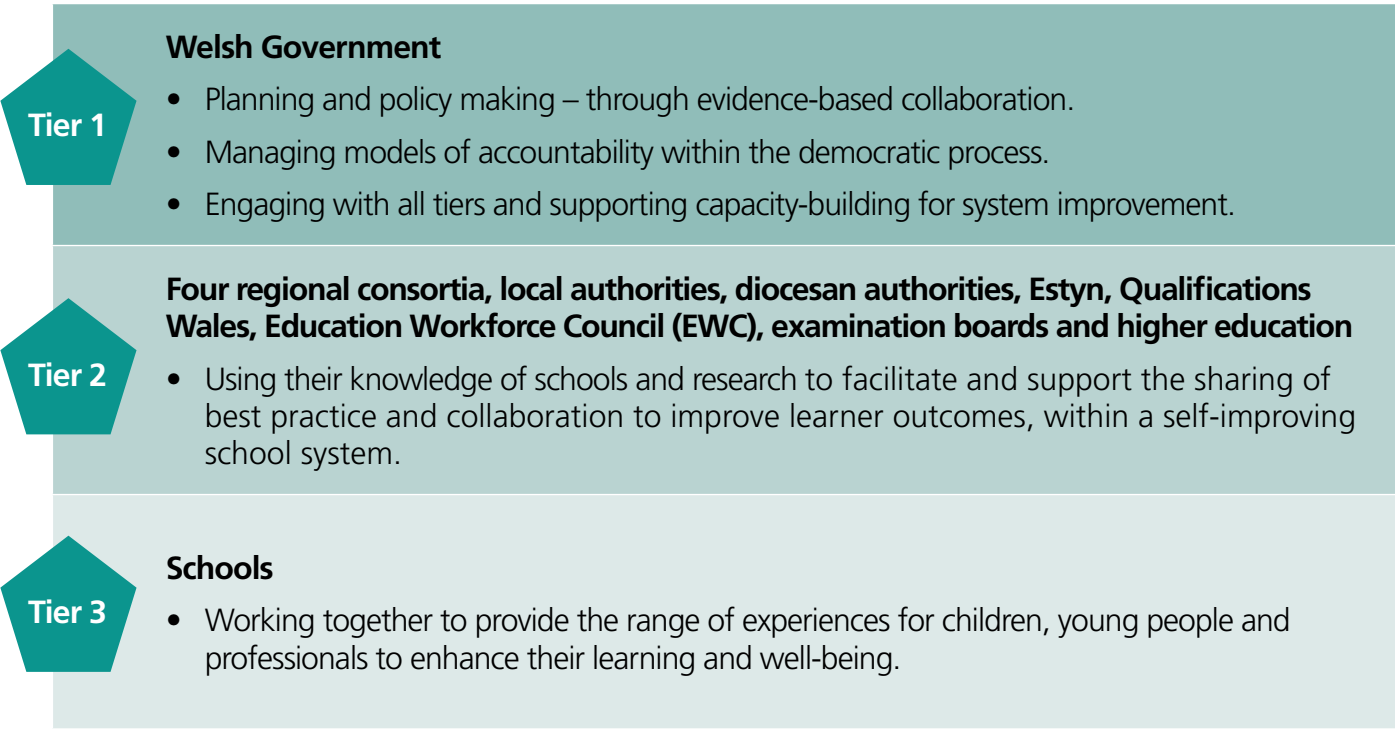 Welsh Government
Tier 1
• Planning and policy making – through evidence-based collaboration.
• Managing models of accountability within the democratic process.
• Engaging with all tiers and supporting capacity-building for system improvement.
Four regional consortia, local authorities, diocesan authorities, Estyn, Qualifications
Wales, Education Workforce Council (EWC), examination boards and higher education
Tier 2
• Using their knowledge of schools and research to facilitate and support the sharing of
best practice and collaboration to improve learner outcomes, within a self-improving
school system.
Schools
Tier 3
• Working together to provide the range of experiences for children, young people and
professionals to enhance their learning and well-being.